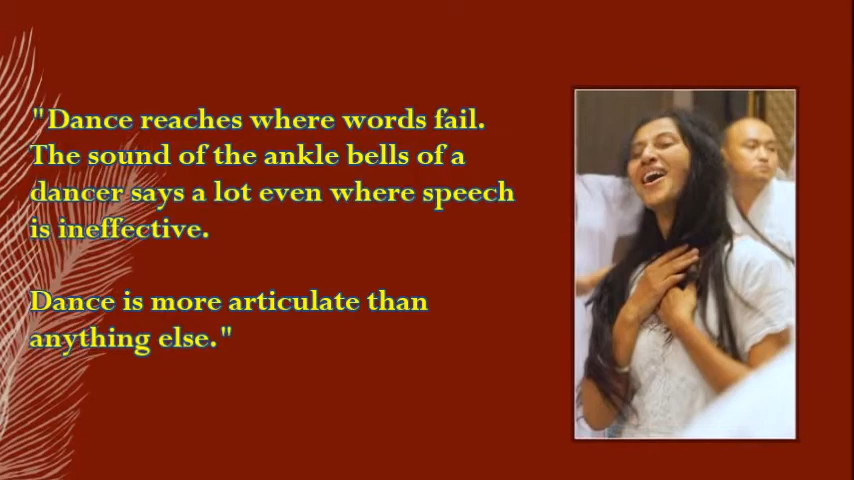 "Dance reaches where words fail.
The sound of the ankle bells of a
dancer says a lot even where speech
is ineffective.
Dance is more articulate than
anything else."